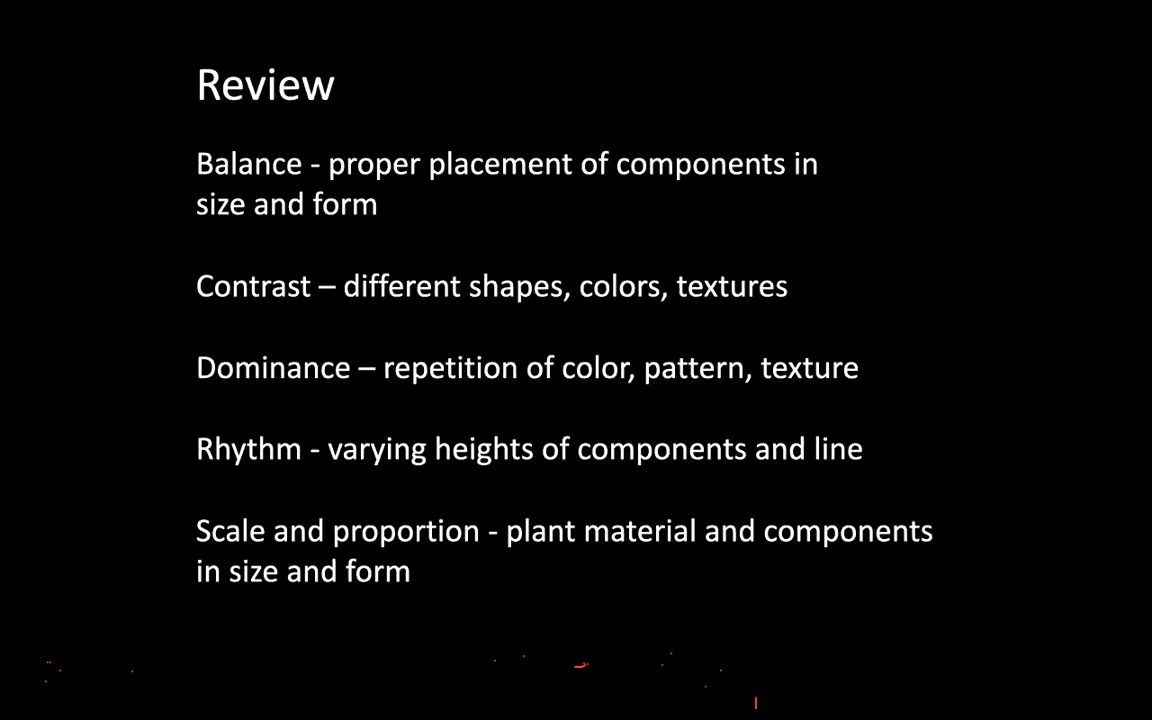 Review
Balance - proper placement of components in
size and form
Contrast – different shapes, colors, textures
Dominance – repetition of color, pattern, texture
Rhythm - varying heights of components and line
Scale and proportion - plant material and components
in size and form